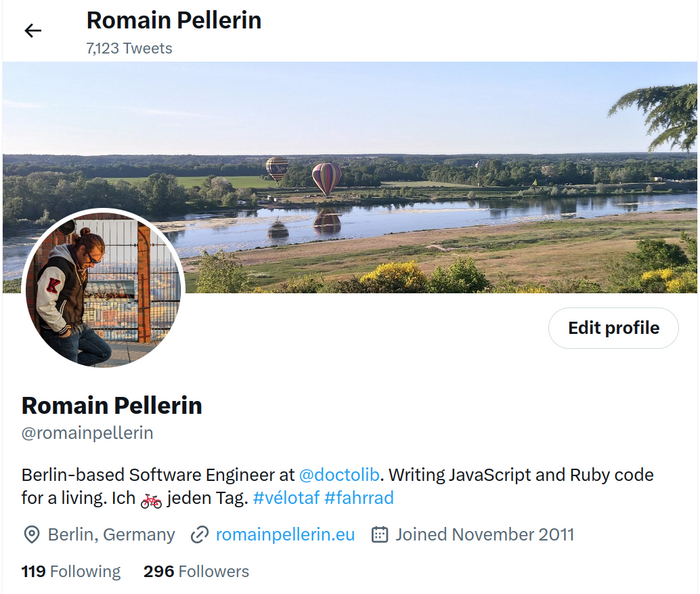 Romain Pellerin
7,123 Tweets
K
Edit profile
Romain Pellerin
@romainpellerin
Berlin-based Software Engineer at @doctolib. Writing JavaScript and Ruby code
for a living. Ich 🚲 jeden Tag. #vélotaf #fahrrad
Berlin, Germany romainpellerin.eu Joined November 2011
119 Following 296 Followers